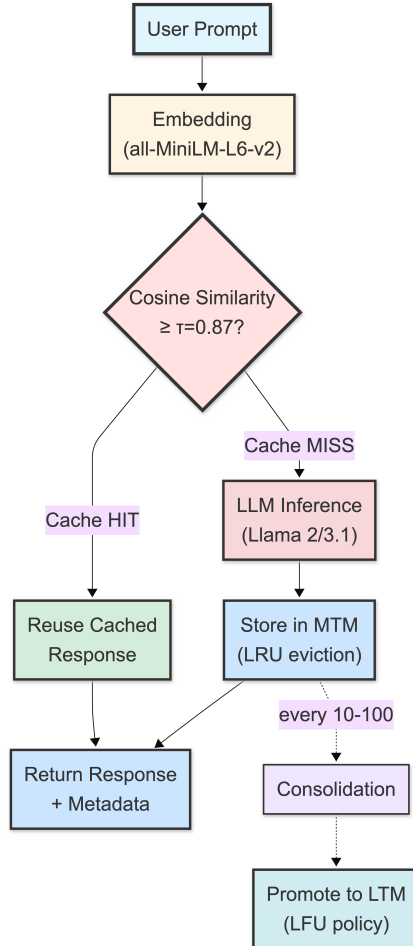 User Prompt
Embedding
(all-MiniLM-L6-v2)
Cosine Similarity
≥ τ=0.87?
Cache MISS
Cache HIT
LLM Inference
(Llama 2/3.1)
Reuse Cached
Response
Store in MTM
(LRU eviction)
every 10-100
Return Response
+ Metadata
Consolidation
Promote to LTM
(LFU policy)